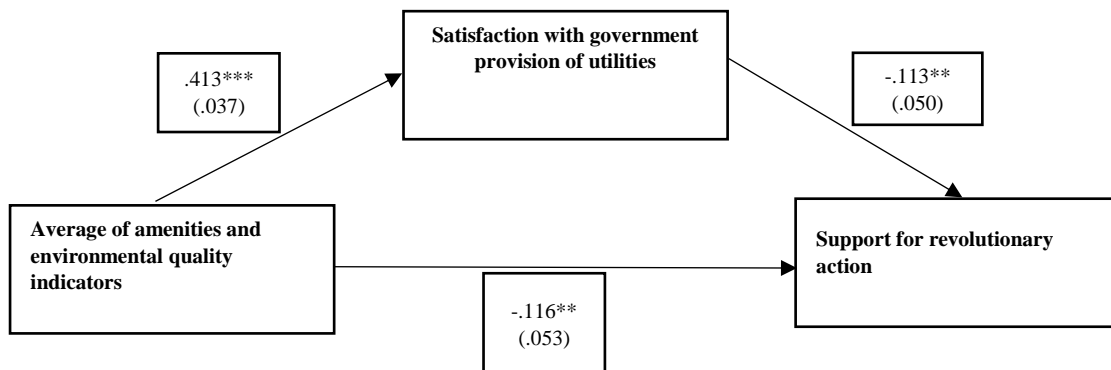 Satisfaction with government
provision of utilities
.413***
(.037)
-.113**
(.050)
Average of amenities and
environmental quality
indicators
Support for revolutionary
action
-.116**
(.053)